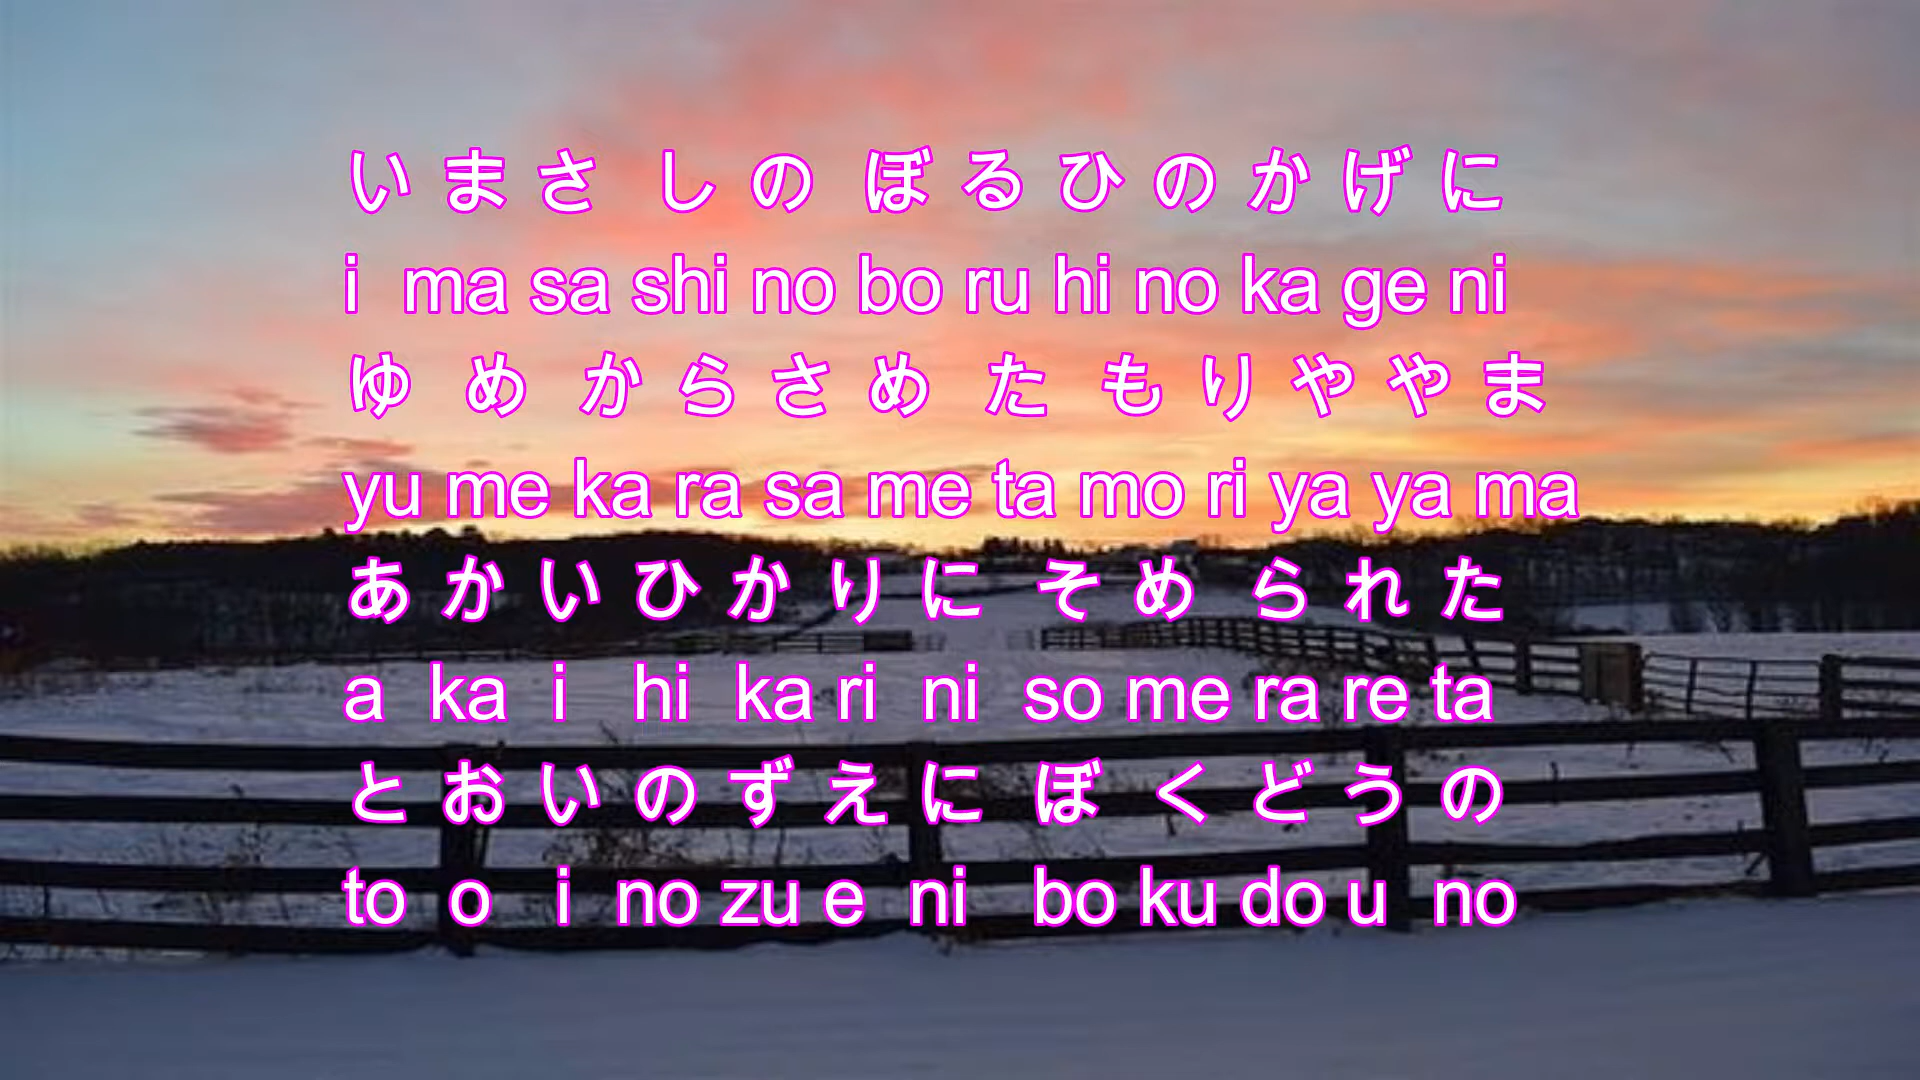 い まさ し の ぼ る ひ の か げ に
i ma sa shi no bo ru hi no ka ge ni
ゆ め か ら さ め た も り や や ま
yu me ka ra sa me ta mo ri ya ya ma
あ か い ひ か り に そ め ら れ た
a ka i hi ka ri ni so me ra re ta
と お い の ず え に ぼ く ど う の
to o i no zu e ni bo ku do u no